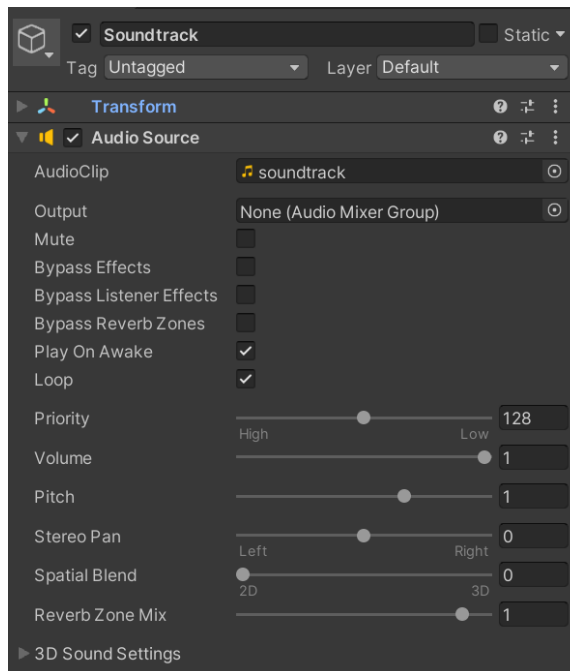 Soundtrack Static
Tag Untagged Layer Default
Transform
Audio Source
AudioClip soundtrack
Output None (Audio Mixer Group)
Mute
Bypass Effects
Bypass Listener Effects
Bypass Reverb Zones
Play On Awake
Loop
Priority 128
High Low
Volume 1
Pitch 1
Stereo Pan 0
Left Right
Spatial Blend 0
2D 3D
Reverb Zone Mix 1
3D Sound Settings